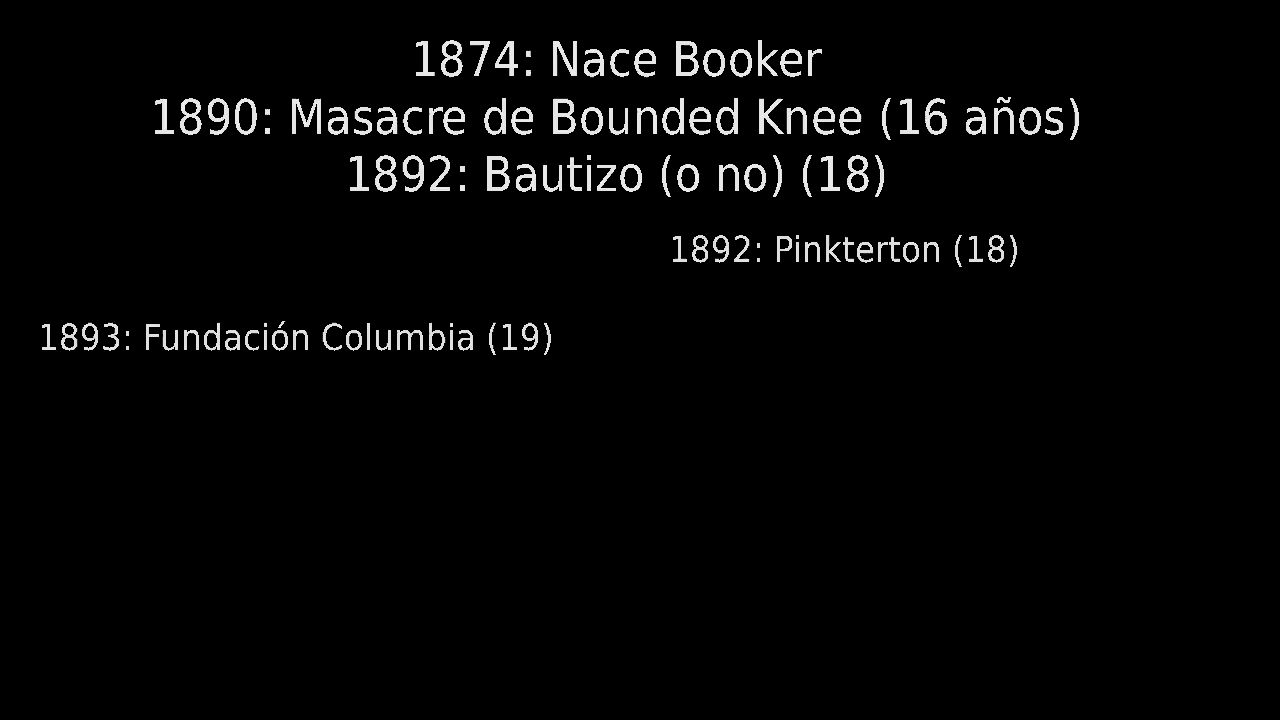 1874: Nace Booker
1890: Masacre de Bounded Knee (16 años)
1892: Bautizo (o no) (18)
1892: Pinkterton (18)
1893: Fundación Columbia (19)